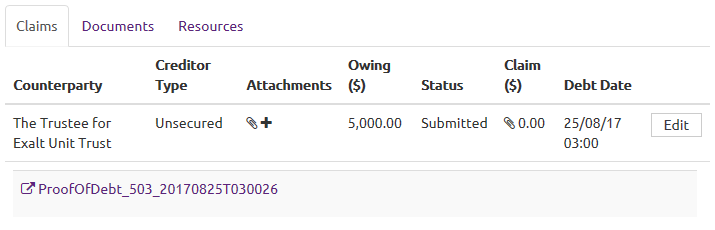 Claims Documents Resources
Creditor Owing Claim
Counterparty Type Attachments ($) Status ($) Debt Date
The Trustee for Unsecured 5,000.00 Submitted 0.00 25/08/17 Edit
Exalt Unit Trust 03:00
ProofOfDebt_503_20170825T030026